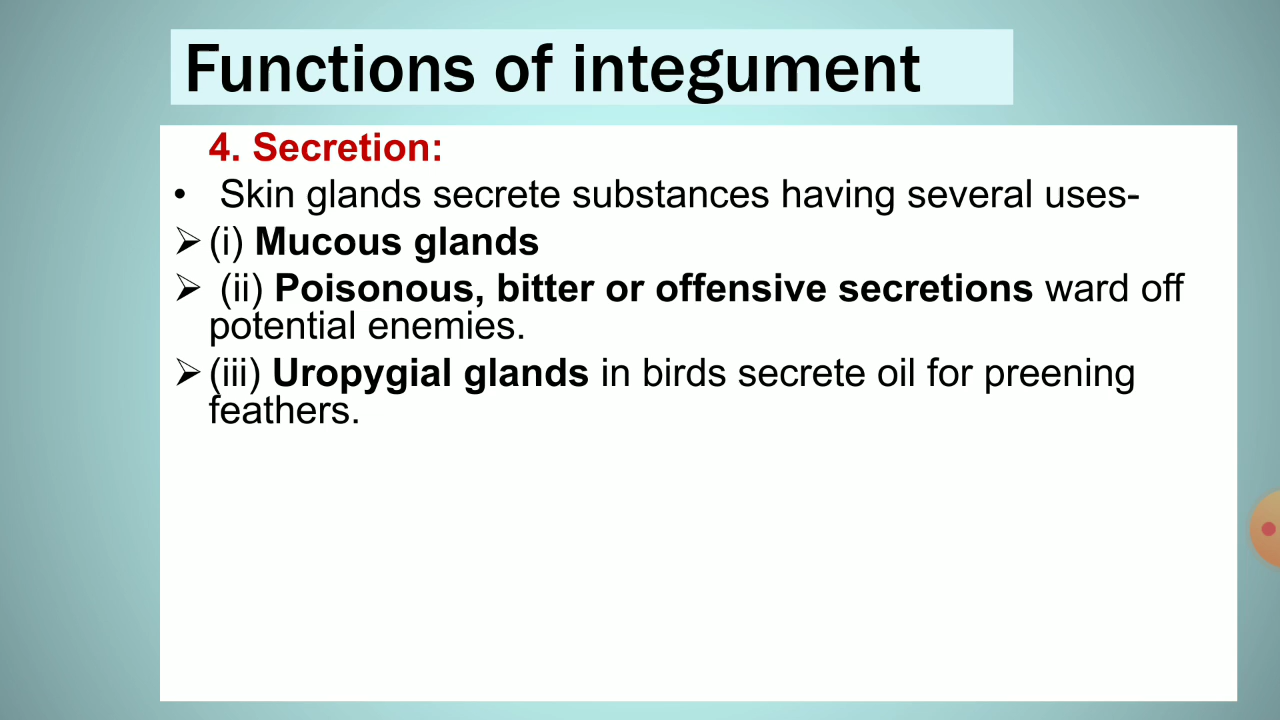 Functions of integument
4. Secretion:
• Skin glands secrete substances having several uses-
➢ (i) Mucous glands
➢ (ii) Poisonous, bitter or offensive secretions ward off
potential enemies.
➢ (iii) Uropygial glands in birds secrete oil for preening
feathers.